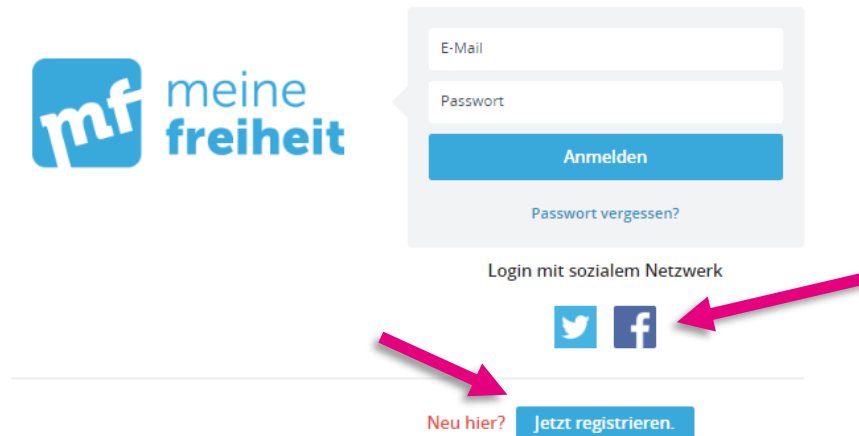 mf
meine
freiheit
E-Mail
Passwort
Anmelden
Passwort vergessen?
Login mit sozialem Netzwerk
f
Neu hier? Jetzt registrieren.